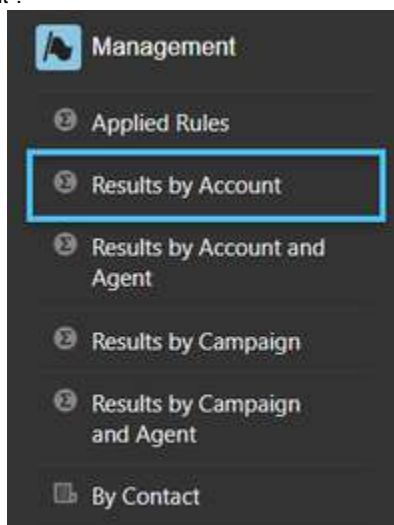 Management
Applied Rules
Results by Account
Results by Account and
Agent
Results by Campaign
Results by Campaign
and Agent
By Contact